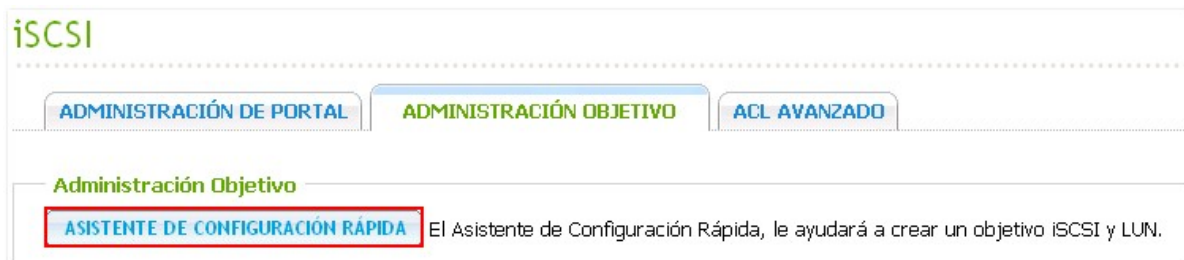 iSCSI
ADMINISTRACIÓN DE PORTAL
ADMINISTRACIÓN OBJETIVO
ACL AVANZADO
Administración Objetivo
ASISTENTE DE CONFIGURACIÓN RÁPIDA El Asistente de Configuración Rápida, le ayudará a crear un objetivo iSCSI y LUN.